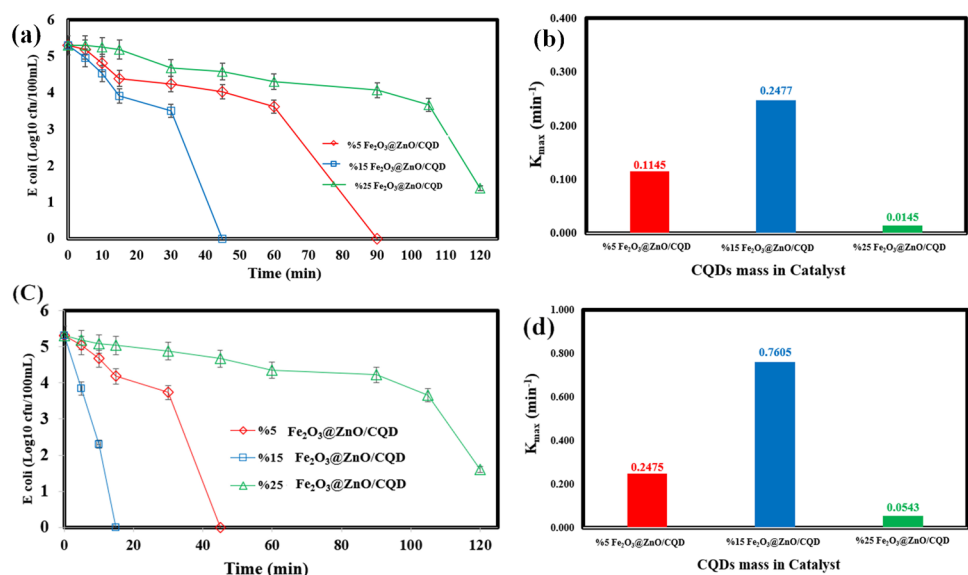 (a)
6
5
4
3
2
1
0
E coli (Log10 cfu/100mL)
%5 Fe₂O₃@ZnO/CQD
%15 Fe₂O₃@ZnO/CQD
%25 Fe₂O₃@ZnO/CQD
0 10 20 30 40 50 60 70 80 90 100 110 120
Time (min)
(b)
0.400
0.300
0.200
0.100
0.000
Kmax (min⁻¹)
0.1145
0.2477
0.0145
%5 Fe₂O₃@ZnO/CQD %15 Fe₂O₃@ZnO/CQD %25 Fe₂O₃@ZnO/CQD
CQDs mass in Catalyst
(C)
6
5
4
3
2
1
0
E coli (Log10 cfu/100mL)
%5 Fe₂O₃@ZnO/CQD
%15 Fe₂O₃@ZnO/CQD
%25 Fe₂O₃@ZnO/CQD
0 20 40 60 80 100 120
Time (min)
(d)
1.000
0.800
0.600
0.400
0.200
0.000
Kmax (min⁻¹)
0.2475
0.7605
0.0543
%5 Fe₂O₃@ZnO/CQD %15 Fe₂O₃@ZnO/CQD %25 Fe₂O₃@ZnO/CQD
CQDs mass in Catalyst